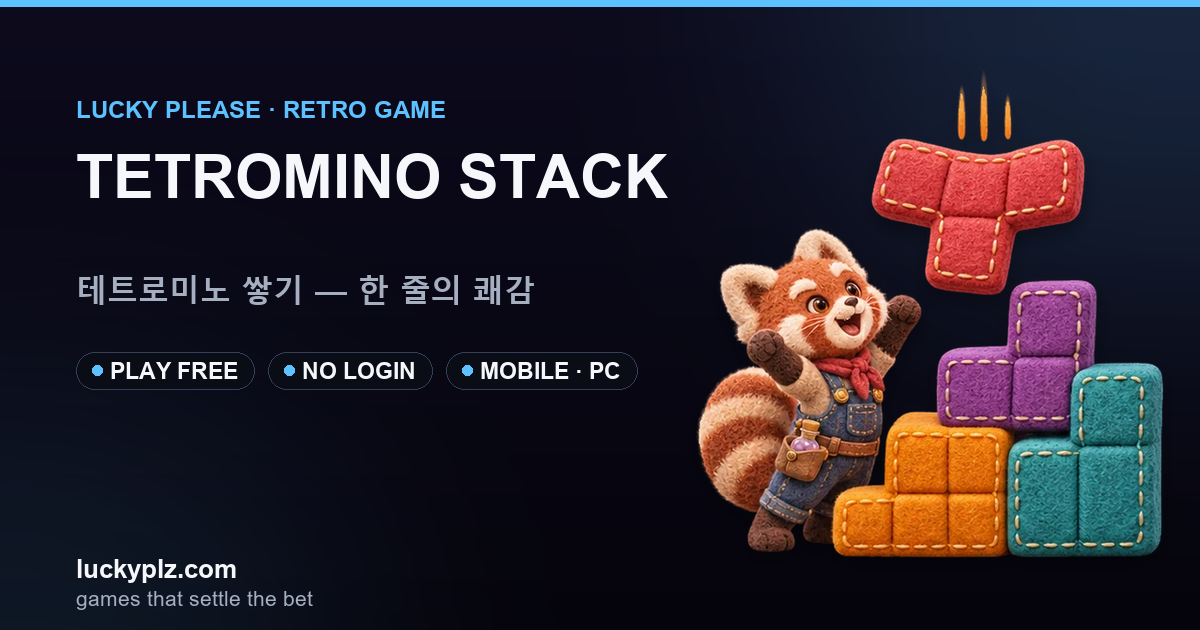 LUCKY PLEASE · RETRO GAME
TETROMINO STACK
테트로미노 쌓기 — 한 줄의 쾌감
PLAY FREE
NO LOGIN
MOBILE · PC
luckyplz.com
games that settle the bet